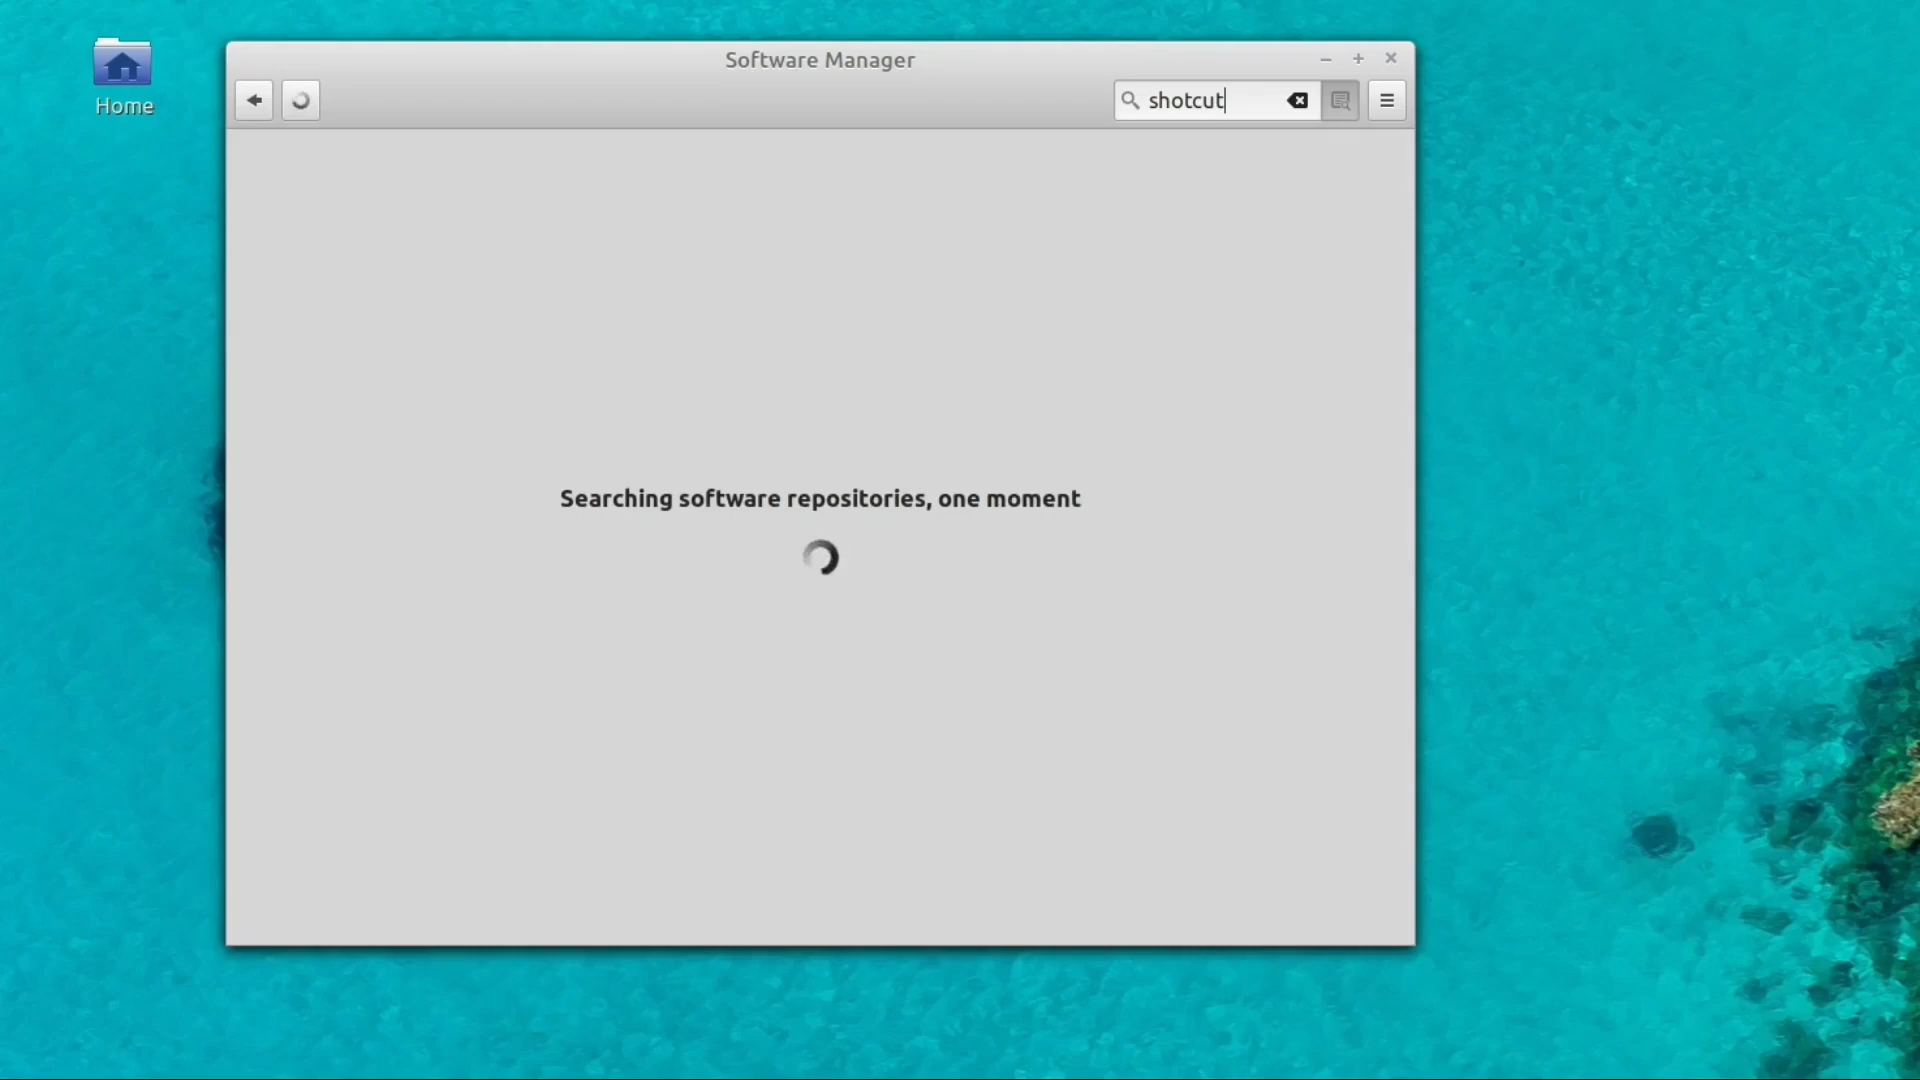 Home
Software Manager
shotcut
Searching software repositories, one moment